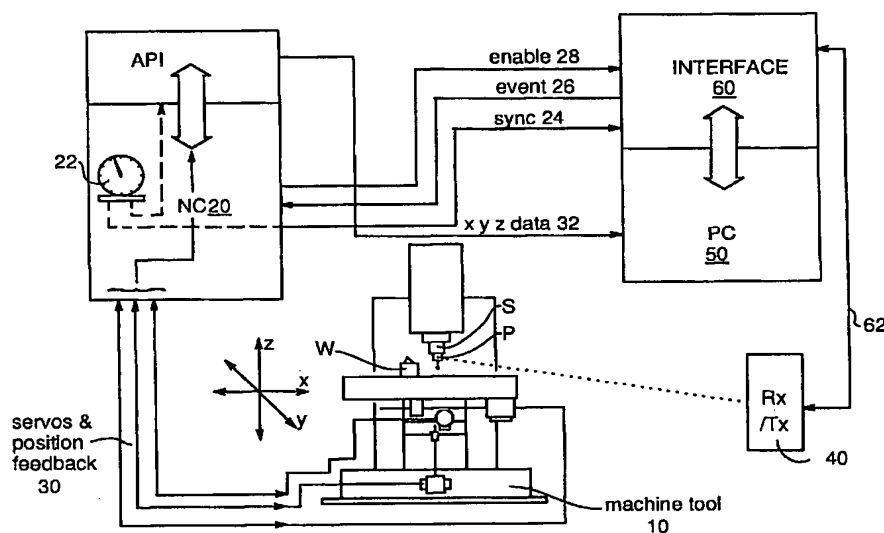 API
enable 28
event 26
sync 24
INTERFACE
60
22
NC20
x y z data 32
PC
50
S
P
W
62
z
x
y
Rx
/Tx
40
servos &
position
feedback
30
machine tool
10